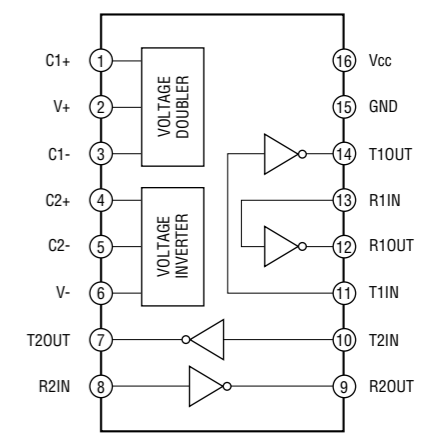 C1+ 1 16 Vcc
V+ 2 VOLTAGE DOUBLER 15 GND
C1- 3 14 T1OUT
C2+ 4 13 R1IN
C2- 5 VOLTAGE INVERTER 12 R1OUT
V- 6 11 T1IN
T2OUT 7 10 T2IN
R2IN 8 9 R2OUT